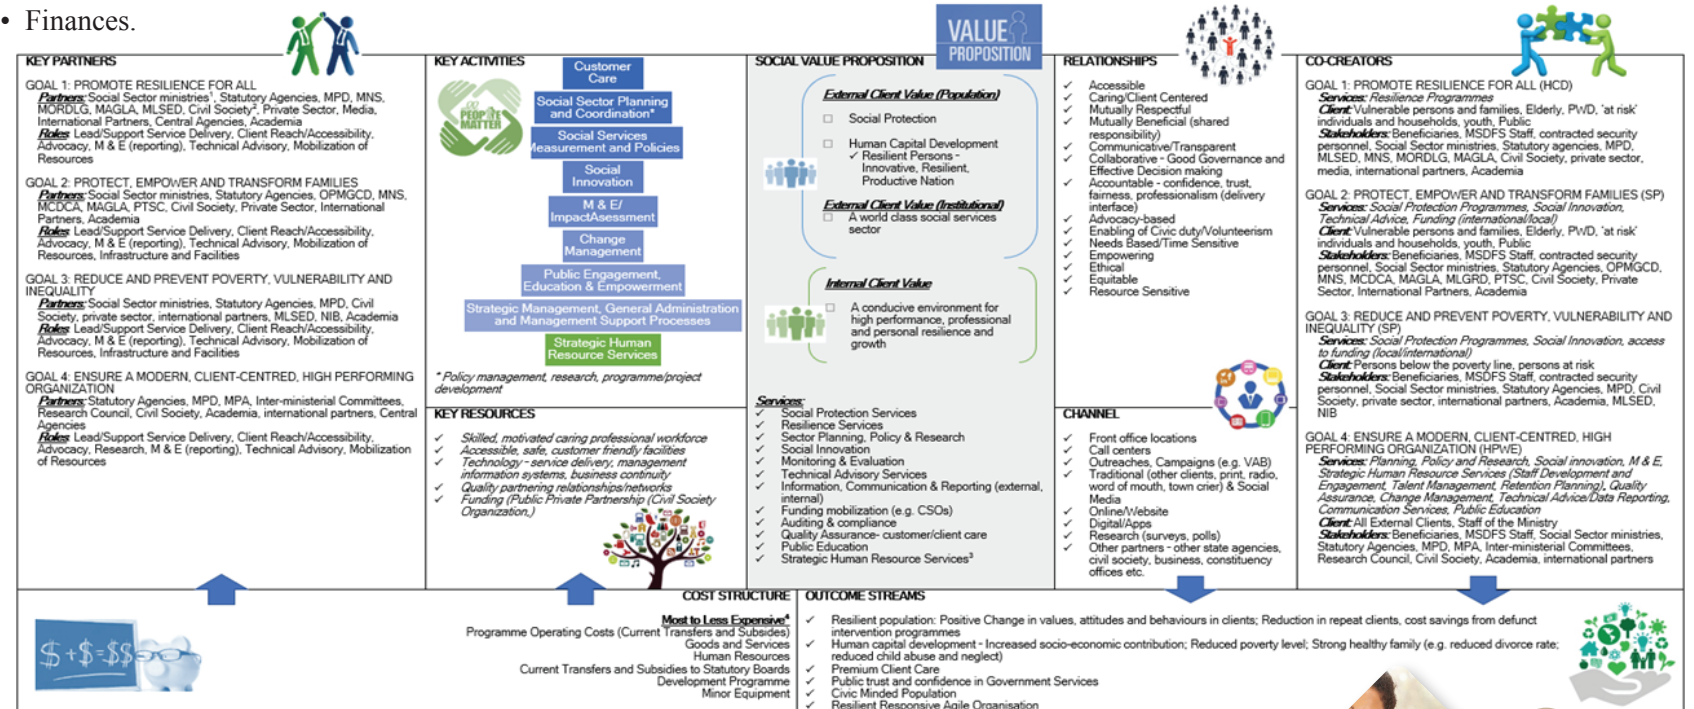 • Finances.
VALUE
PROPOSITION
KEY PARTNERS
GOAL 1: PROMOTE RESILIENCE FOR ALL
Partners: Social Sector ministries¹, Statutory Agencies, MPD, MNS,
MORDLG, MAGLA, MLSED, Civil Society², Private Sector, Media,
International Partners, Central Agencies, Academia
Roles: Lead/Support Service Delivery, Client Reach/Accessibility,
Advocacy, M & E (reporting), Technical Advisory, Mobilization of
Resources
GOAL 2: PROTECT, EMPOWER AND TRANSFORM FAMILIES
Partners: Social Sector ministries, Statutory Agencies, OPMGCD, MNS,
MCDCA, MAGLA, PTSC, Civil Society, Private Sector, International
Partners, Academia
Roles: Lead/Support Service Delivery, Client Reach/Accessibility,
Advocacy, M & E (reporting), Technical Advisory, Mobilization of
Resources, Infrastructure and Facilities
GOAL 3: REDUCE AND PREVENT POVERTY, VULNERABILITY AND
INEQUALITY
Partners: Social Sector ministries, Statutory Agencies, MPD, Civil
Society, private sector, international partners, MLSED, NIB, Academia
Roles: Lead/Support Service Delivery, Client Reach/Accessibility,
Advocacy, M & E (reporting), Technical Advisory, Mobilization of
Resources, Infrastructure and Facilities
GOAL 4: ENSURE A MODERN, CLIENT-CENTRED, HIGH PERFORMING
ORGANIZATION
Partners: Statutory Agencies, MPD, MPA, Inter-ministerial Committees,
Research Council, Civil Society, Academia, international partners, Central
Agencies
Roles: Lead/Support Service Delivery, Client Reach/Accessibility,
Advocacy, Research, M & E (reporting), Technical Advisory, Mobilization
of Resources
KEY ACTIVITIES
PEOPLE
MATTER
Customer
Care
Social Sector Planning
and Coordination*
Social Services
Measurement and Policies
Social
Innovation
M & E/
ImpactAsessment
Change
Management
Public Engagement,
Education & Empowerment
Strategic Management, General Administration
and Management Support Processes
Strategic Human
Resource Services
* Policy management, research, programme/project
development
KEY RESOURCES
✓ Skilled, motivated caring professional workforce
✓ Accessible, safe, customer friendly facilities
✓ Technology - service delivery, management
information systems, business continuity
✓ Quality partnering relationships/networks
✓ Funding (Public Private Partnership (Civil Society
Organization,)
SOCIAL VALUE PROPOSITION
External Client Value (Population)
☐ Social Protection
☐ Human Capital Development
✓ Resilient Persons -
Innovative, Resilient,
Productive Nation
External Client Value (Institutional)
☐ A world class social services
sector
Internal Client Value
☐ A conducive environment for
high performance, professional
and personal resilience and
growth
Services:
✓ Social Protection Services
✓ Resilience Services
✓ Sector Planning, Policy & Research
✓ Social Innovation
✓ Monitoring & Evaluation
✓ Technical Advisory Services
✓ Information, Communication & Reporting (external,
internal)
✓ Funding mobilization (e.g. CSOs)
✓ Auditing & compliance
✓ Quality Assurance- customer/client care
✓ Public Education
✓ Strategic Human Resource Services³
RELATIONSHIPS
✓ Accessible
✓ Caring/Client Centered
✓ Mutually Respectful
✓ Mutually Beneficial (shared
responsibility)
✓ Communicative/Transparent
✓ Collaborative - Good Governance and
Effective Decision making
✓ Accountable - confidence, trust,
fairness, professionalism (delivery
interface)
✓ Advocacy-based
✓ Enabling of Civic duty/Volunteerism
✓ Needs Based/Time Sensitive
✓ Empowering
✓ Ethical
✓ Equitable
✓ Resource Sensitive
CHANNEL
✓ Front office locations
✓ Call centers
✓ Outreaches, Campaigns (e.g. VAB)
✓ Traditional (other clients, print, radio,
word of mouth, town crier) & Social
Media
✓ Online/Website
✓ Digital/Apps
✓ Research (surveys, polls)
✓ Other partners - other state agencies,
civil society, business, constituency
offices etc.
CO-CREATORS
GOAL 1: PROMOTE RESILIENCE FOR ALL (HCD)
Services: Resilience Programmes
Client: Vulnerable persons and families, Elderly, PWD, 'at risk'
individuals and households, youth, Public
Stakeholders: Beneficiaries, MSDFS Staff, contracted security
personnel, Social Sector ministries, Statutory agencies, MPD,
MLSED, MNS, MORDLG, MAGLA, Civil Society, private sector,
media, international partners, Academia
GOAL 2: PROTECT, EMPOWER AND TRANSFORM FAMILIES (SP)
Services: Social Protection Programmes, Social Innovation,
Technical Advice, Funding (international/local)
Client: Vulnerable persons and families, Elderly, PWD, 'at risk'
individuals and households, youth, Public
Stakeholders: Beneficiaries, MSDFS Staff, contracted security
personnel, Social Sector ministries, Statutory Agencies, OPMGCD,
MNS, MCDCA, MAGLA, MLGRD, PTSC, Civil Society, Private
Sector, International Partners, Academia
GOAL 3: REDUCE AND PREVENT POVERTY, VULNERABILITY AND
INEQUALITY (SP)
Services: Social Protection Programmes, Social Innovation, access
to funding (local/international)
Client: Persons below the poverty line, persons at risk
Stakeholders: Beneficiaries, MSDFS Staff, contracted security
personnel, Social Sector ministries, Statutory Agencies, MPD, Civil
Society, private sector, international partners, Academia, MLSED,
NIB
GOAL 4: ENSURE A MODERN, CLIENT-CENTRED, HIGH
PERFORMING ORGANIZATION (HPWE)
Services: Planning, Policy and Research, Social innovation, M & E,
Strategic Human Resource Services (Staff Development and
Engagement, Talent Management, Retention Planning), Quality
Assurance, Change Management, Technical Advice/Data Reporting,
Communication Services, Public Education
Client: All External Clients, Staff of the Ministry
Stakeholders: Beneficiaries, MSDFS Staff, Social Sector ministries,
Statutory Agencies, MPD, MPA, Inter-ministerial Committees,
Research Council, Civil Society, Academia, international partners
$+$=$$
COST STRUCTURE
Most to Less Expensive⁴
Programme Operating Costs (Current Transfers and Subsides)
Goods and Services
Human Resources
Current Transfers and Subsidies to Statutory Boards
Development Programme
Minor Equipment
OUTCOME STREAMS
✓ Resilient population: Positive Change in values, attitudes and behaviours in clients; Reduction in repeat clients, cost savings from defunct
intervention programmes
✓ Human capital development - Increased socio-economic contribution; Reduced poverty level; Strong healthy family (e.g. reduced divorce rate;
reduced child abuse and neglect)
✓ Premium Client Care
✓ Public trust and confidence in Government Services
✓ Civic Minded Population
✓ Resilient Responsive Agile Organisation